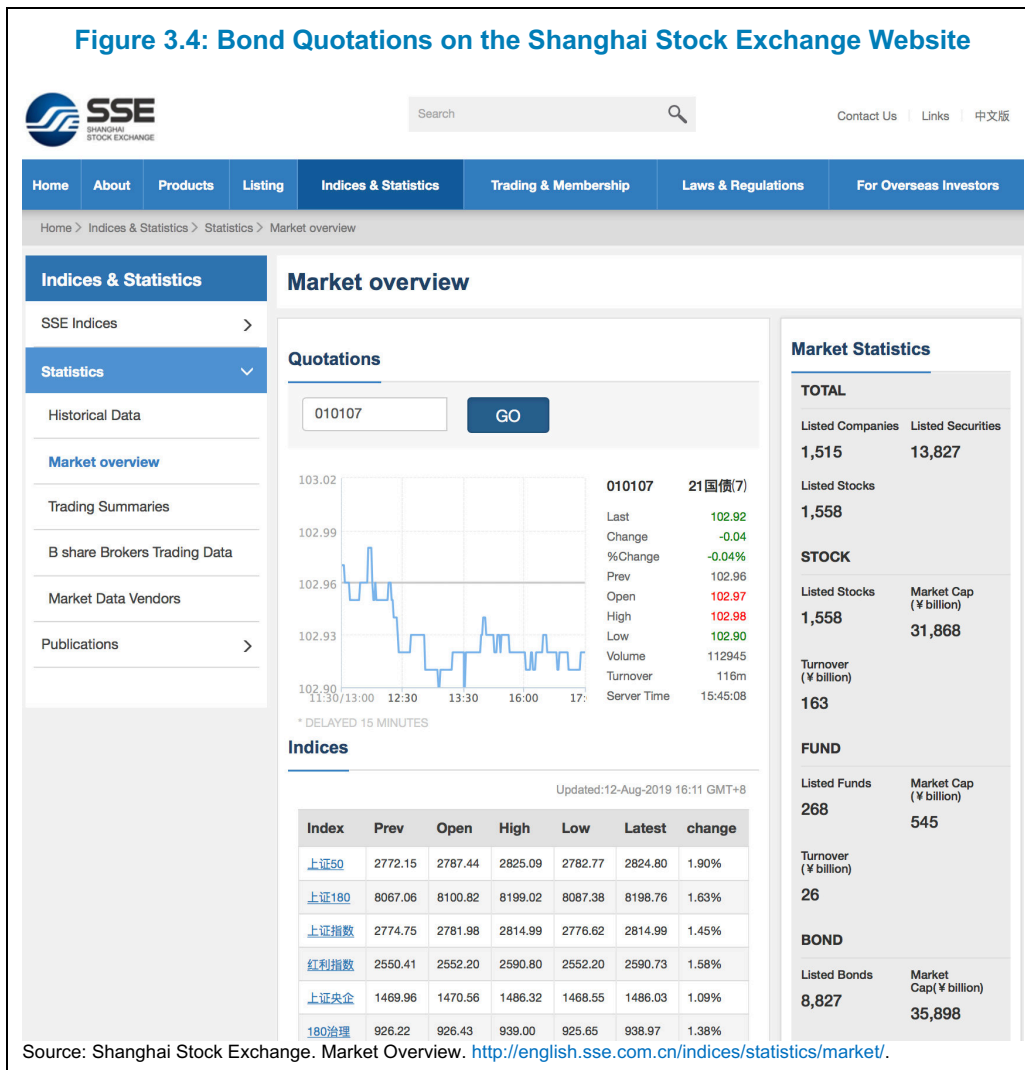 Figure 3.4: Bond Quotations on the Shanghai Stock Exchange Website
SSE
SHANGHAI
STOCK EXCHANGE
Search
Contact Us
Links
中文版
Home
About
Products
Listing
Indices & Statistics
Trading & Membership
Laws & Regulations
For Overseas Investors
Home > Indices & Statistics > Statistics > Market overview
Indices & Statistics
SSE Indices
Statistics
Historical Data
Market overview
Trading Summaries
B share Brokers Trading Data
Market Data Vendors
Publications
Market overview
Quotations
010107
GO
103.02
102.99
102.96
102.93
102.90
11:30/13:00 12:30 13:30 16:00 17:
* DELAYED 15 MINUTES
010107 21国债(7)
Last 102.92
Change -0.04
%Change -0.04%
Prev 102.96
Open 102.97
High 102.98
Low 102.90
Volume 112945
Turnover 116m
Server Time 15:45:08
Indices
Updated:12-Aug-2019 16:11 GMT+8
Index Prev Open High Low Latest change
上证50 2772.15 2787.44 2825.09 2782.77 2824.80 1.90%
上证180 8067.06 8100.82 8199.02 8087.38 8198.76 1.63%
上证指数 2774.75 2781.98 2814.99 2776.62 2814.99 1.45%
红利指数 2550.41 2552.20 2590.80 2552.20 2590.73 1.58%
上证央企 1469.96 1470.56 1486.32 1468.55 1486.03 1.09%
180治理 926.22 926.43 939.00 925.65 938.97 1.38%
Market Statistics
TOTAL
Listed Companies Listed Securities
1,515 13,827
Listed Stocks
1,558
STOCK
Listed Stocks Market Cap
(¥ billion)
1,558 31,868
Turnover
(¥ billion)
163
FUND
Listed Funds Market Cap
(¥ billion)
268 545
Turnover
(¥ billion)
26
BOND
Listed Bonds Market
Cap(¥ billion)
8,827 35,898
Source: Shanghai Stock Exchange. Market Overview. http://english.sse.com.cn/indices/statistics/market/.